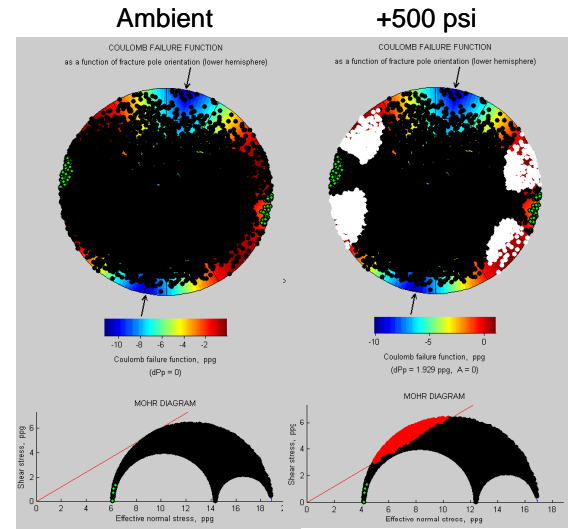 Ambient
+500 psi
COULOMB FAILURE FUNCTION
as a function of fracture pole orientation (lower hemisphere)
COULOMB FAILURE FUNCTION
as a function of fracture pole orientation (lower hemisphere)
-10 -8 -6 -4 -2
Coulomb failure function, ppg
(dPp = 0)
-10 -5 0
Coulomb failure function, ppg
(dPp = 1.929 ppg, A = 0)
MOHR DIAGRAM
Shear stress, ppg
6
4
2
0
0 2 4 6 8 10 12 14 16 18 2
Effective normal stress, ppg
MOHR DIAGRAM
Shear stress, ppg
6
4
2
0
0 2 4 6 8 10 12 14 16 18
Effective normal stress, ppg